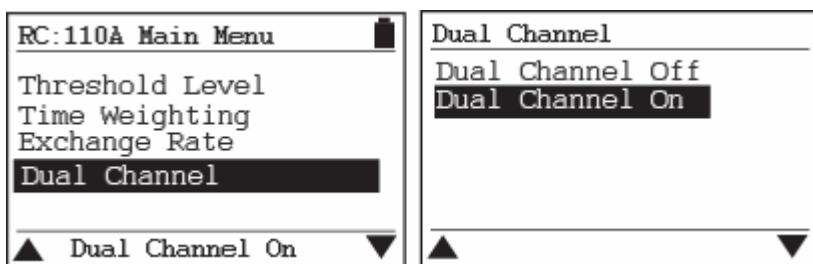 RC:110A Main Menu
Threshold Level
Time Weighting
Exchange Rate
Dual Channel
Dual Channel On
Dual Channel
Dual Channel Off
Dual Channel On